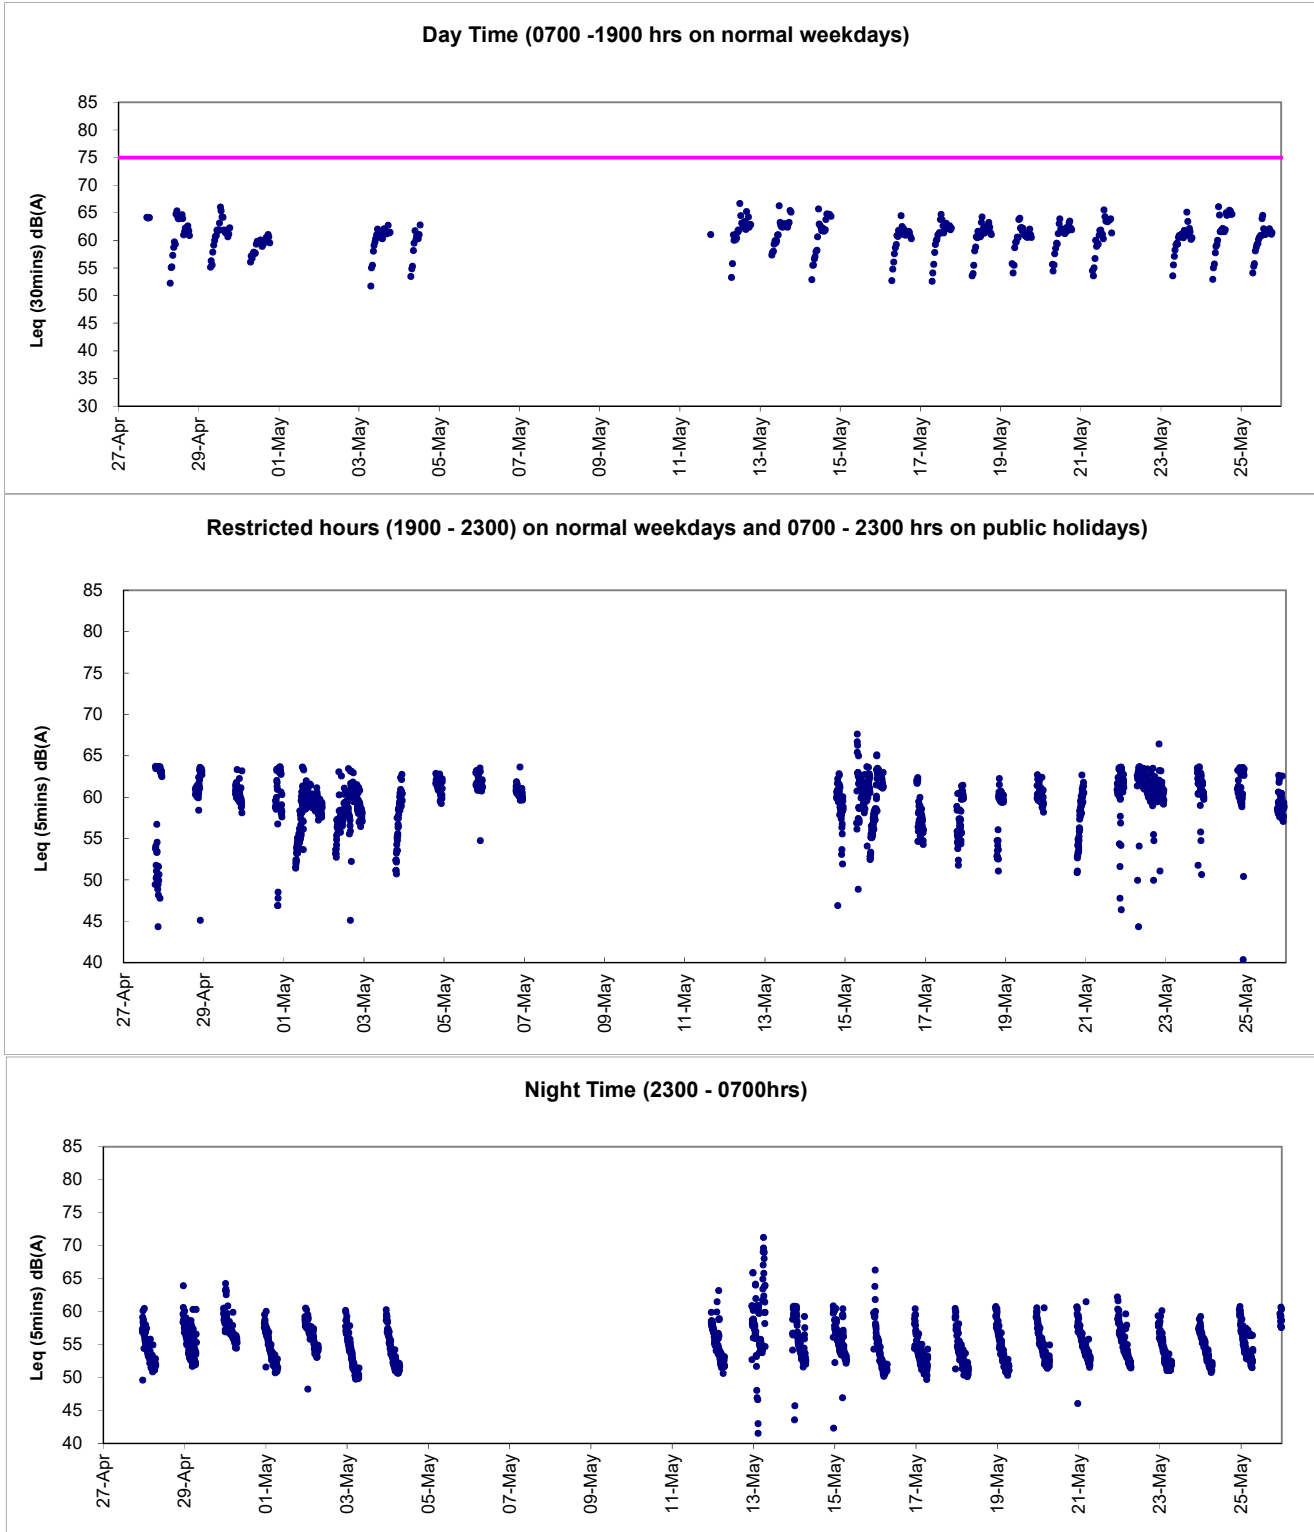 Day Time (0700 -1900 hrs on normal weekdays)
Leq (30mins) dB(A)
85
80
75
70
65
60
55
50
45
40
35
30
27-Apr
29-Apr
01-May
03-May
05-May
07-May
09-May
11-May
13-May
15-May
17-May
19-May
21-May
23-May
25-May
Restricted hours (1900 - 2300) on normal weekdays and 0700 - 2300 hrs on public holidays)
Leq (5mins) dB(A)
85
80
75
70
65
60
55
50
45
40
27-Apr
29-Apr
01-May
03-May
05-May
07-May
09-May
11-May
13-May
15-May
17-May
19-May
21-May
23-May
25-May
Night Time (2300 - 0700hrs)
Leq (5mins) dB(A)
85
80
75
70
65
60
55
50
45
40
27-Apr
29-Apr
01-May
03-May
05-May
07-May
09-May
11-May
13-May
15-May
17-May
19-May
21-May
23-May
25-May